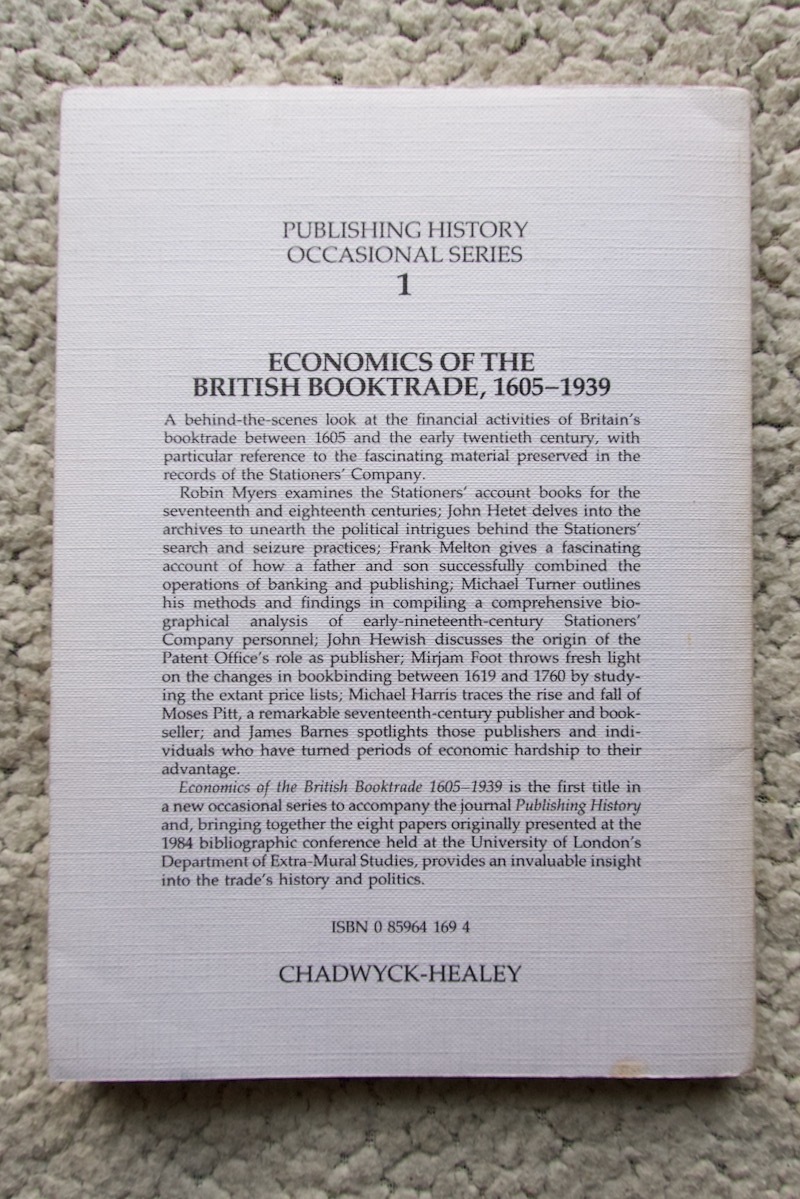 PUBLISHING HISTORY
OCCASIONAL SERIES
1
ECONOMICS OF THE
BRITISH BOOKTRADE, 1605–1939
A behind-the-scenes look at the financial activities of Britain's
booktrade between 1605 and the early twentieth century, with
particular reference to the fascinating material preserved in the
records of the Stationers' Company.
Robin Myers examines the Stationers' account books for the
seventeenth and eighteenth centuries; John Hetet delves into the
archives to unearth the political intrigues behind the Stationers'
search and seizure practices; Frank Melton gives a fascinating
account of how a father and son successfully combined the
operations of banking and publishing; Michael Turner outlines
his methods and findings in compiling a comprehensive bio-
graphical analysis of early-nineteenth-century Stationers'
Company personnel; John Hewish discusses the origin of the
Patent Office's role as publisher; Mirjam Foot throws fresh light
on the changes in bookbinding between 1619 and 1760 by study-
ing the extant price lists; Michael Harris traces the rise and fall of
Moses Pitt, a remarkable seventeenth-century publisher and book-
seller; and James Barnes spotlights those publishers and indi-
viduals who have turned periods of economic hardship to their
advantage.
Economics of the British Booktrade 1605–1939 is the first title in
a new occasional series to accompany the journal Publishing History
and, bringing together the eight papers originally presented at the
1984 bibliographic conference held at the University of London's
Department of Extra-Mural Studies, provides an invaluable insight
into the trade's history and politics.
ISBN 0 85964 169 4
CHADWYCK-HEALEY